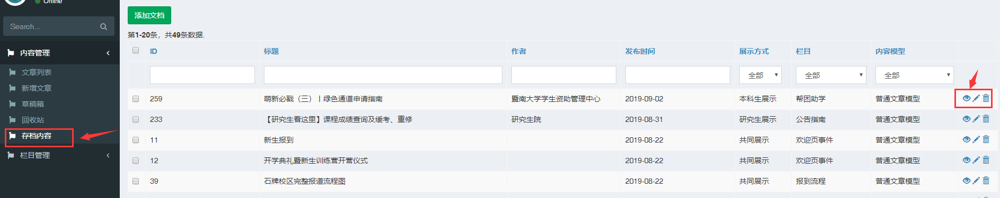 Online
Search...
内容管理
文章列表
新增文章
草稿箱
回收站
存档内容
栏目管理
添加文档
第1-20条，共49条数据.
ID 标题 作者 发布时间 展示方式 栏目 内容模型
全部 全部 全部
259 萌新必戳（三）丨绿色通道申请指南 暨南大学学生资助管理中心 2019-09-02 本科生展示 帮困助学 普通文章模型
233 【研究生看这里】课程成绩查询及缓考、重修 研究生院 2019-08-31 研究生展示 公告指南 普通文章模型
11 新生报到 2019-08-22 共同展示 欢迎页事件 普通文章模型
12 开学典礼暨新生训练营开营仪式 2019-08-22 共同展示 欢迎页事件 普通文章模型
39 石牌校区完整报道流程图 2019-08-22 共同展示 报到流程 普通文章模型